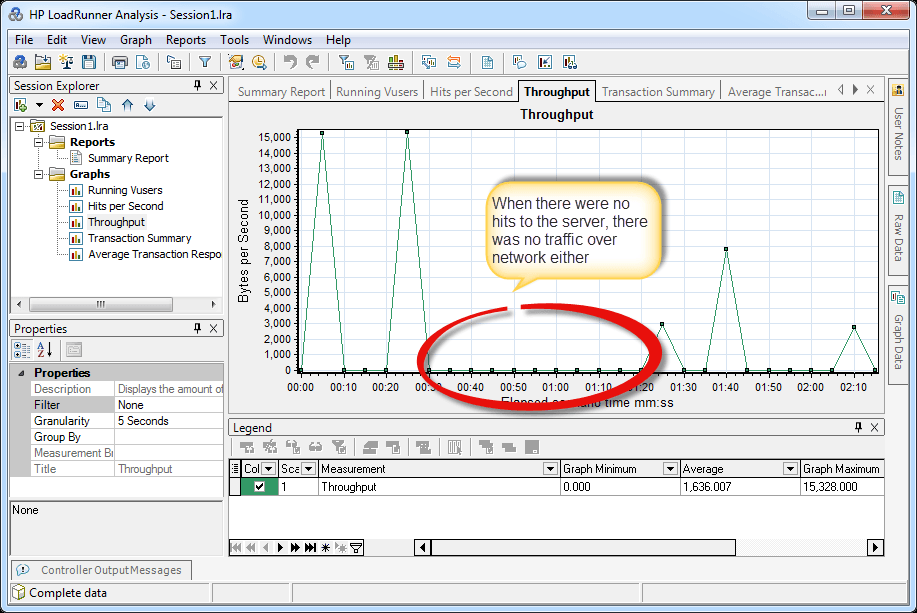 HP LoadRunner Analysis - Session1.lra
File Edit View Graph Reports Tools Windows Help
Session Explorer
Session1.lra
Reports
Summary Report
Graphs
Running Vusers
Hits per Second
Throughput
Transaction Summary
Average Transaction Respo
Properties
Properties
Description Displays the amount of
Filter None
Granularity 5 Seconds
Group By
Measurement Br
Title Throughput
None
Summary Report Running Vusers Hits per Second Throughput Transaction Summary Average Transac...
Throughput
Bytes per Second
15,000
14,000
13,000
12,000
11,000
10,000
9,000
8,000
7,000
6,000
5,000
4,000
3,000
2,000
1,000
0
When there were no
hits to the server, there
was no traffic over
network either
00:00 00:10 00:20 00:30 00:40 00:50 01:00 01:10 01:20 01:30 01:40 01:50 02:00 02:10
Elapsed time mm:ss
User Notes
Raw Data
Graph Data
Legend
Col Sca Measurement Graph Minimum Average Graph Maximum
1 Throughput 0.000 1,636.007 15,328.000
Controller Output Messages
Complete data